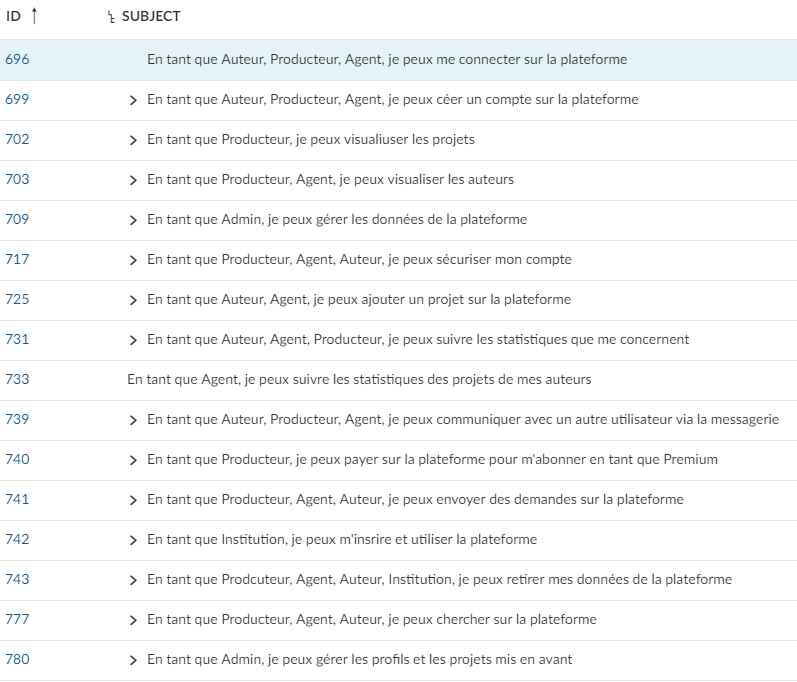 ID SUBJECT
696 En tant que Auteur, Producteur, Agent, je peux me connecter sur la plateforme
699 En tant que Auteur, Producteur, Agent, je peux céer un compte sur la plateforme
702 En tant que Producteur, je peux visualiuser les projets
703 En tant que Producteur, Agent, je peux visualiser les auteurs
709 En tant que Admin, je peux gérer les données de la plateforme
717 En tant que Producteur, Agent, Auteur, je peux sécuriser mon compte
725 En tant que Auteur, Agent, je peux ajouter un projet sur la plateforme
731 En tant que Auteur, Agent, Producteur, je peux suivre les statistiques que me concernent
733 En tant que Agent, je peux suivre les statistiques des projets de mes auteurs
739 En tant que Auteur, Producteur, Agent, je peux communiquer avec un autre utilisateur via la messagerie
740 En tant que Producteur, je peux payer sur la plateforme pour m'abonner en tant que Premium
741 En tant que Producteur, Agent, Auteur, je peux envoyer des demandes sur la plateforme
742 En tant que Institution, je peux m'insrire et utiliser la plateforme
743 En tant que Prodcuteur, Agent, Auteur, Institution, je peux retirer mes données de la plateforme
777 En tant que Producteur, Agent, Auteur, je peux chercher sur la plateforme
780 En tant que Admin, je peux gérer les profils et les projets mis en avant